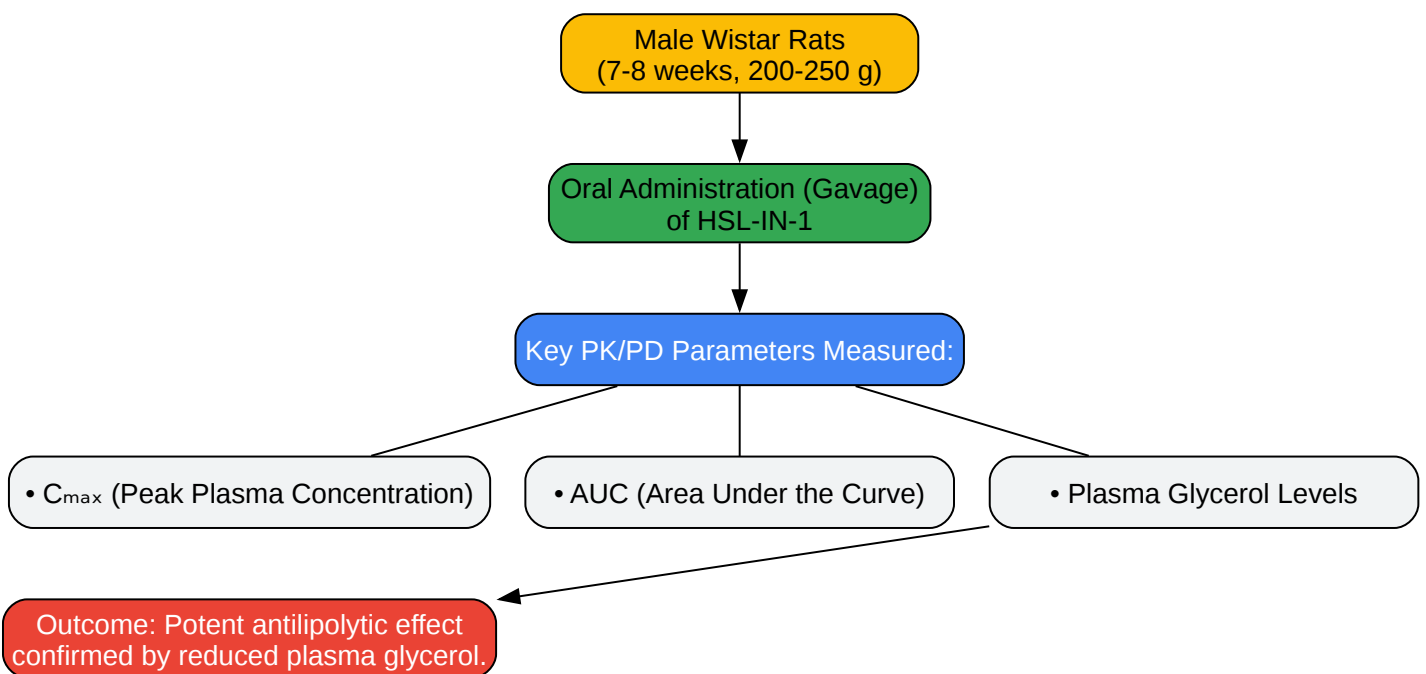 Male Wistar Rats
(7-8 weeks, 200-250 g)
Oral Administration (Gavage)
of HSL-IN-1
Key PK/PD Parameters Measured:
• Cₘₐₓ (Peak Plasma Concentration)
• AUC (Area Under the Curve)
• Plasma Glycerol Levels
Outcome: Potent antilipolytic effect
confirmed by reduced plasma glycerol.